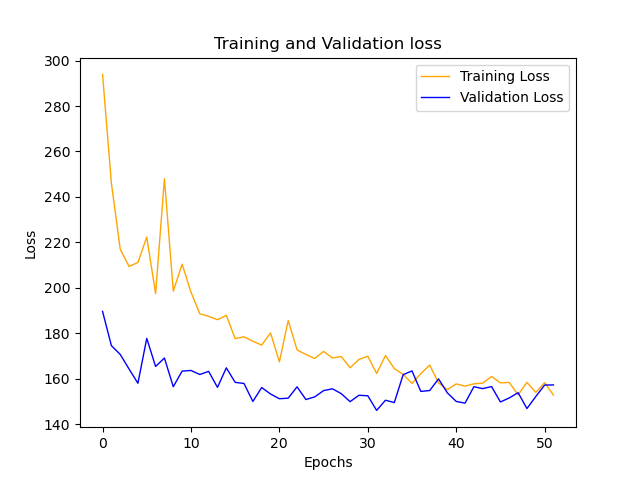 Training and Validation loss
Training Loss
Validation Loss
300
280
260
240
220
200
180
160
140
Loss
0 10 20 30 40 50
Epochs